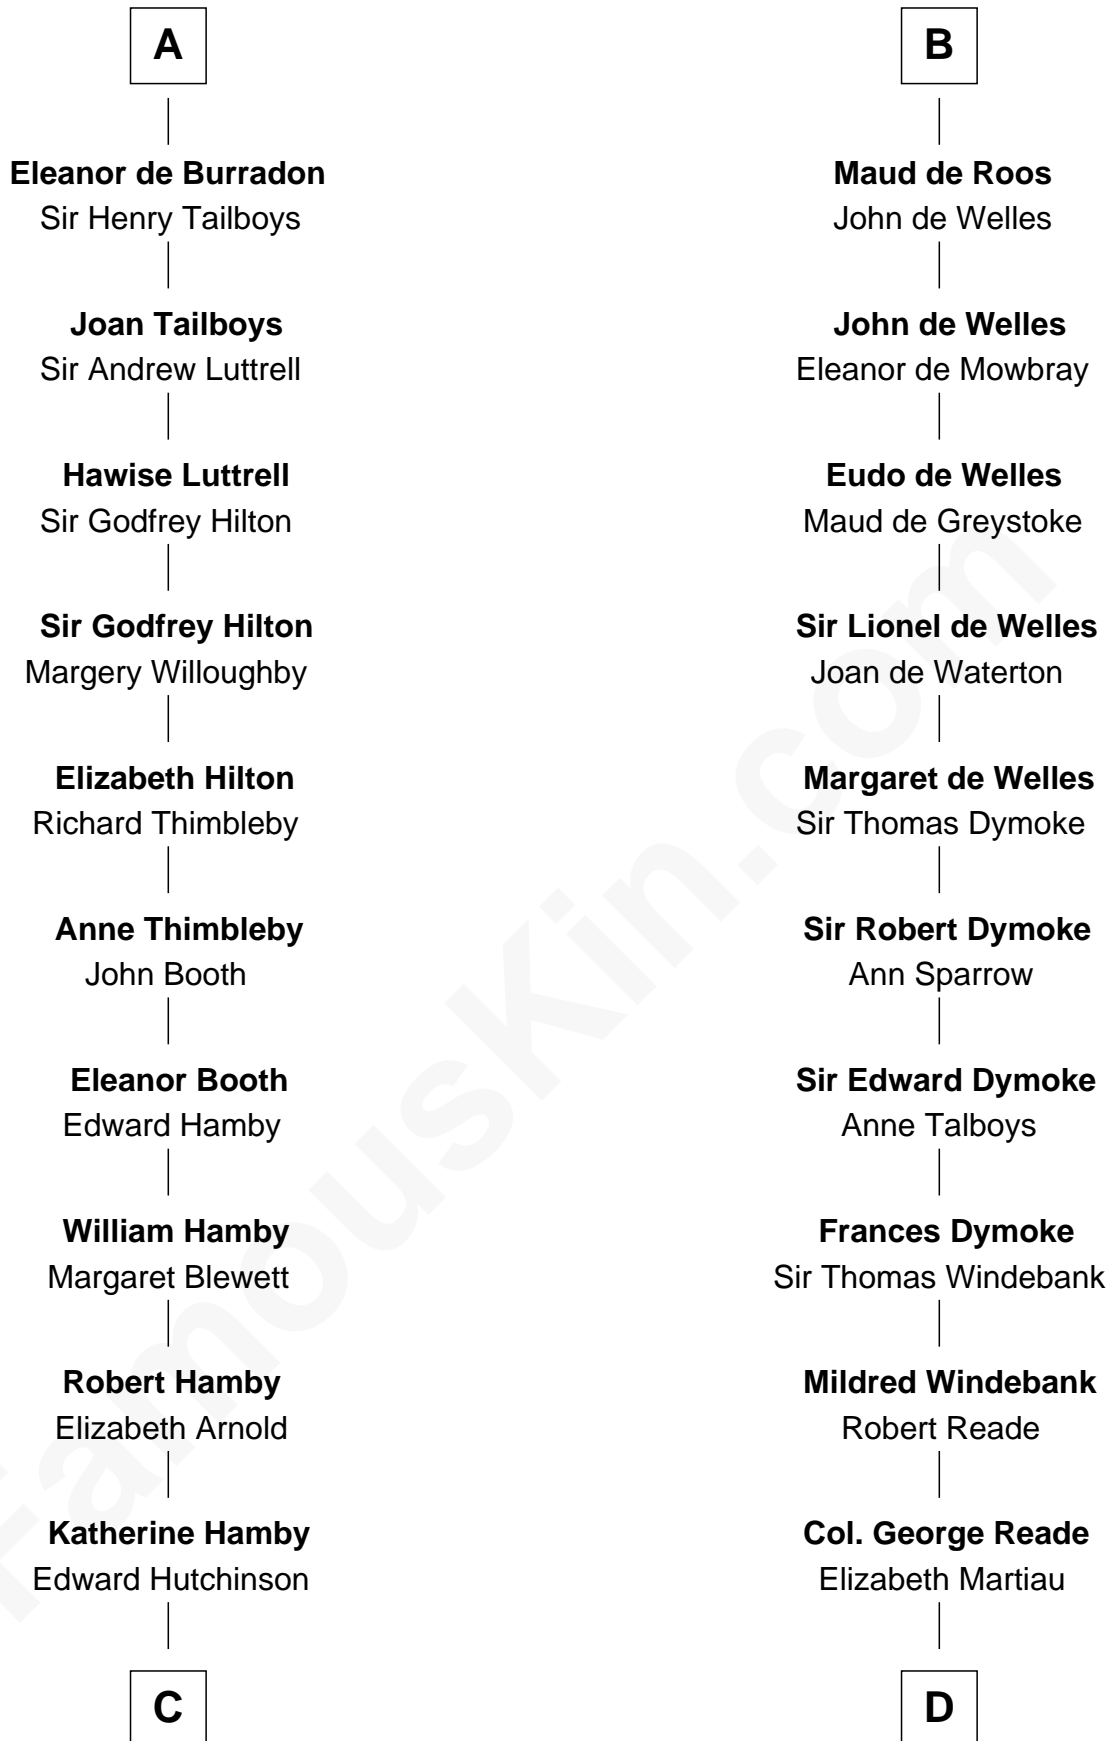 A
Eleanor de Burradon
Sir Henry Tailboys
Joan Tailboys
Sir Andrew Luttrell
Hawise Luttrell
Sir Godfrey Hilton
Sir Godfrey Hilton
Margery Willoughby
Elizabeth Hilton
Richard Thimbleby
Anne Thimbleby
John Booth
Eleanor Booth
Edward Hamby
William Hamby
Margaret Blewett
Robert Hamby
Elizabeth Arnold
Katherine Hamby
Edward Hutchinson
C
B
Maud de Roos
John de Welles
John de Welles
Eleanor de Mowbray
Eudo de Welles
Maud de Greystoke
Sir Lionel de Welles
Joan de Waterton
Margaret de Welles
Sir Thomas Dymoke
Sir Robert Dymoke
Ann Sparrow
Sir Edward Dymoke
Anne Talboys
Frances Dymoke
Sir Thomas Windebank
Mildred Windebank
Robert Reade
Col. George Reade
Elizabeth Martiau
D
FamousKin.com